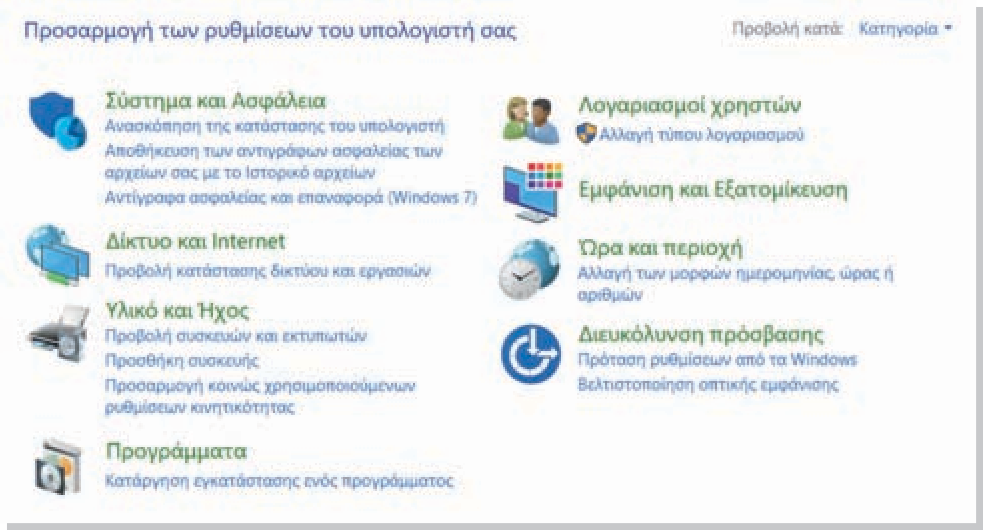 Προσαρμογή των ρυθμίσεων του υπολογιστή σας
Προβολή κατά: Κατηγορία
Σύστημα και Ασφάλεια
Ανασκόπηση της κατάστασης του υπολογιστή
Αποθήκευση των αντιγράφων ασφαλείας των
αρχείων σας με το Ιστορικό αρχείων
Αντίγραφα ασφαλείας και επαναφορά (Windows 7)
Δίκτυο και Internet
Προβολή κατάστασης δικτύου και εργασιών
Υλικό και Ήχος
Προβολή συσκευών και εκτυπωτών
Προσθήκη συσκευής
Προσαρμογή κοινώς χρησιμοποιούμενων
ρυθμίσεων κινητικότητας
Προγράμματα
Κατάργηση εγκατάστασης ενός προγράμματος
Λογαριασμοί χρηστών
Αλλαγή τύπου λογαριασμού
Εμφάνιση και Εξατομίκευση
Ώρα και περιοχή
Αλλαγή των μορφών ημερομηνίας, ώρας ή
αριθμών
Διευκόλυνση πρόσβασης
Πρόταση ρυθμίσεων από τα Windows
Βελτιστοποίηση οπτικής εμφάνισης